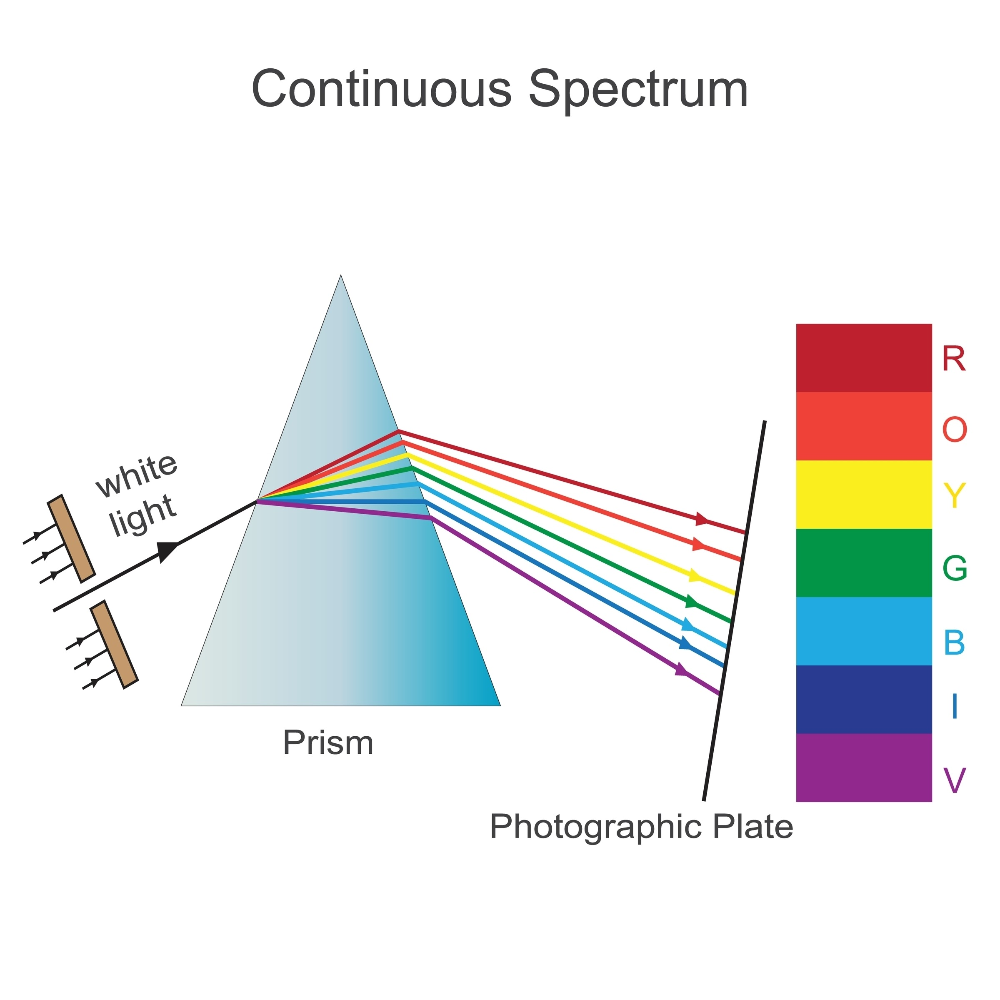 Continuous Spectrum
white
light
Prism
Photographic Plate
R
O
Y
G
B
I
V